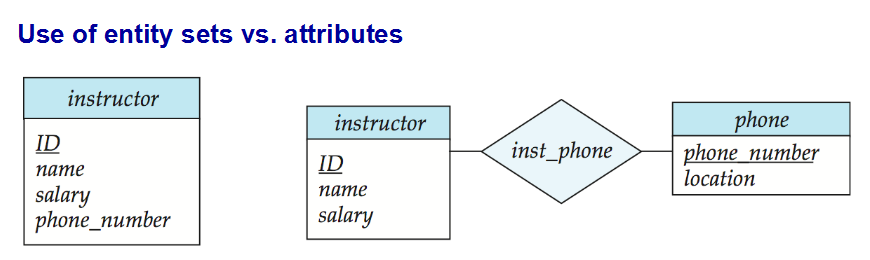 Use of entity sets vs. attributes
instructor
ID
name
salary
phone_number
instructor
ID
name
salary
inst_phone
phone
phone_number
location